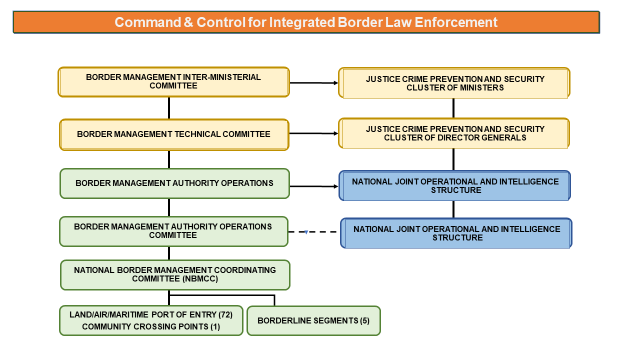 Command & Control for Integrated Border Law Enforcement
BORDER MANAGEMENT INTER-MINISTERIAL
COMMITTEE
JUSTICE CRIME PREVENTION AND SECURITY
CLUSTER OF MINISTERS
BORDER MANAGEMENT TECHNICAL COMMITTEE
JUSTICE CRIME PREVENTION AND SECURITY
CLUSTER OF DIRECTOR GENERALS
BORDER MANAGEMENT AUTHORITY OPERATIONS
NATIONAL JOINT OPERATIONAL AND INTELLIGENCE
STRUCTURE
BORDER MANAGEMENT AUTHORITY OPERATIONS
COMMITTEE
NATIONAL JOINT OPERATIONAL AND INTELLIGENCE
STRUCTURE
NATIONAL BORDER MANAGEMENT COORDINATING
COMMITTEE (NBMCC)
LAND/AIR/MARITIME PORT OF ENTRY (72)
COMMUNITY CROSSING POINTS (1)
BORDERLINE SEGMENTS (5)